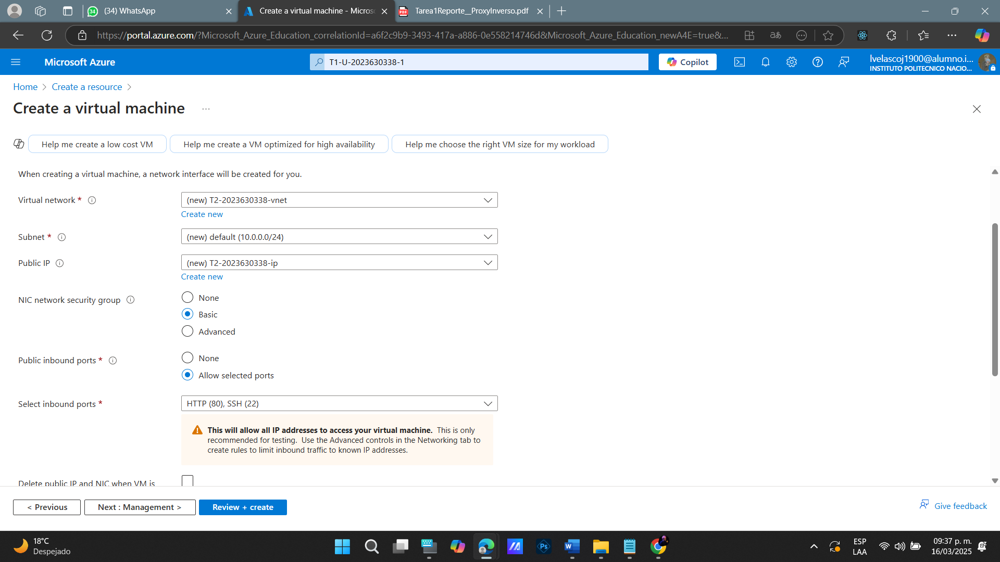 (34) WhatsApp
Create a virtual machine - Micros
Tarea1Reporte__ProxyInverso.pdf
https://portal.azure.com/?Microsoft_Azure_Education_correlationId=a6f2c9b9-3493-417a-a886-0e558214746d&Microsoft_Azure_Education_newA4E=true&...
Microsoft Azure
T1-U-2023630338-1
Copilot
lvelascoj1900@alumno.i...
INSTITUTO POLITECNICO NACIO...
Home > Create a resource >
Create a virtual machine ...
Help me create a low cost VM
Help me create a VM optimized for high availability
Help me choose the right VM size for my workload
When creating a virtual machine, a network interface will be created for you.
Virtual network *
(new) T2-2023630338-vnet
Create new
Subnet *
(new) default (10.0.0.0/24)
Public IP
(new) T2-2023630338-ip
Create new
NIC network security group
None
Basic
Advanced
Public inbound ports *
None
Allow selected ports
Select inbound ports *
HTTP (80), SSH (22)
This will allow all IP addresses to access your virtual machine. This is only
recommended for testing. Use the Advanced controls in the Networking tab to
create rules to limit inbound traffic to known IP addresses.
Delete public IP and NIC when VM is
< Previous
Next : Management >
Review + create
Give feedback
18°C
Despejado
ESP
LAA
09:37 p. m.
16/03/2025